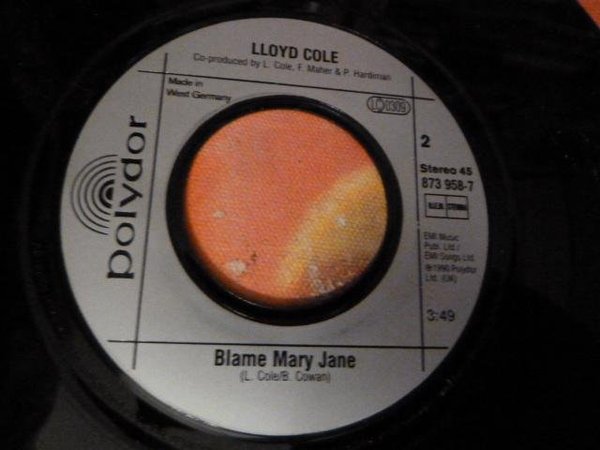 LLOYD COLE
Co-produced by L. Cole, F. Maher & P. Hardiman
Made in
West Germany
LC 0309
2
Stereo 45
873 958-7
polydor
EMI Music
Publ. Ltd./
EMI Songs Ltd.
℗1990 Polydor
Ltd. (UK)
3:49
Blame Mary Jane
(L. Cole/B. Cowan)